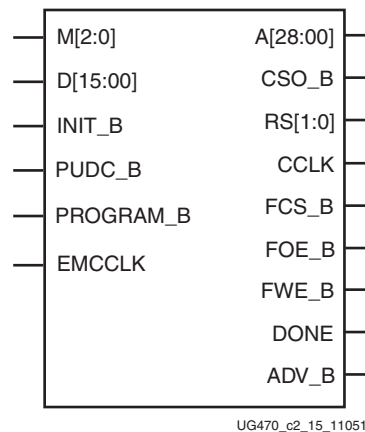 M[2:0]
D[15:00]
INIT_B
PUDC_B
PROGRAM_B
EMCCLK
A[28:00]
CSO_B
RS[1:0]
CCLK
FCS_B
FOE_B
FWE_B
DONE
ADV_B
UG470_c2_15_11051